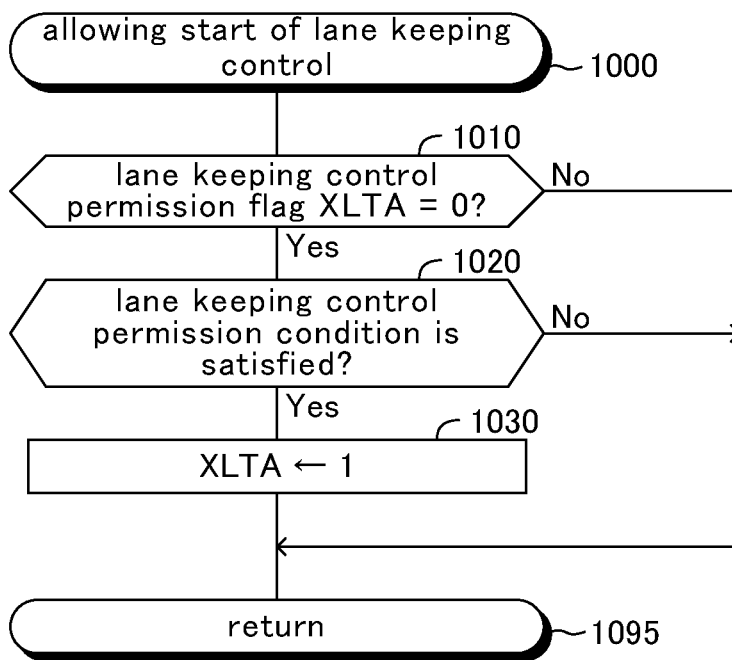 allowing start of lane keeping
control
1000
1010
lane keeping control
permission flag XLTA = 0?
No
Yes
1020
lane keeping control
permission condition is
satisfied?
No
Yes
1030
XLTA ← 1
return
1095